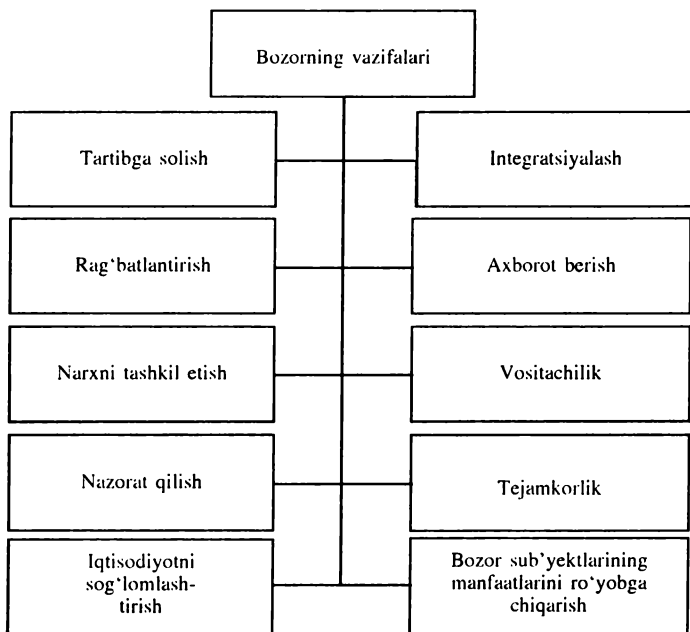 Bozorning vazifalari
Tartibga solish
Integratsiyalash
Rag‘batlantirish
Axborot berish
Narxni tashkil etish
Vositachilik
Nazorat qilish
Tejamkorlik
Iqtisodiyotni
sog‘lomlash-
tirish
Bozor sub’yektlarining
manfaatlarini ro‘yobga
chiqarish